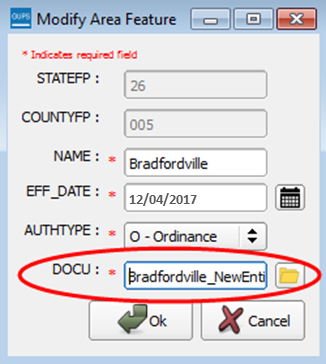 GUPS Modify Area Feature
* Indicates required field
STATEFP : 26
COUNTYFP : 005
NAME : * Bradfordville
EFF_DATE : * 12/04/2017
AUTHTYPE : * O - Ordinance
DOCU : * Bradfordville_NewEnti
Ok Cancel